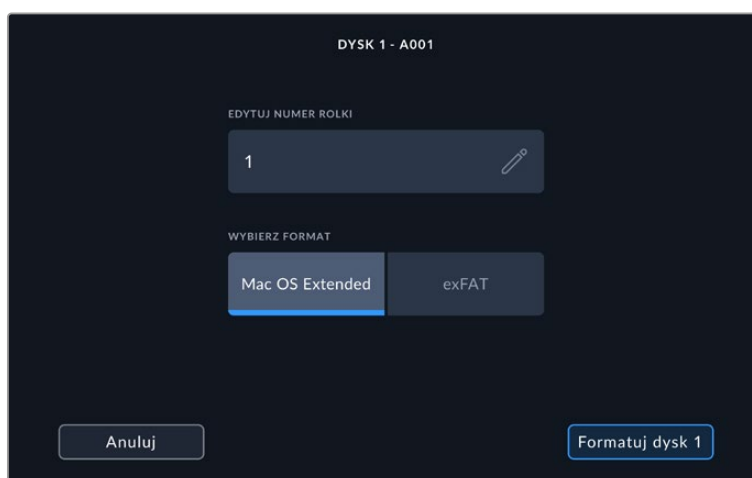 DYSK 1 - A001
EDYTUJ NUMER ROLKI
1
WYBIERZ FORMAT
Mac OS Extended
exFAT
Anuluj
Formatuj dysk 1